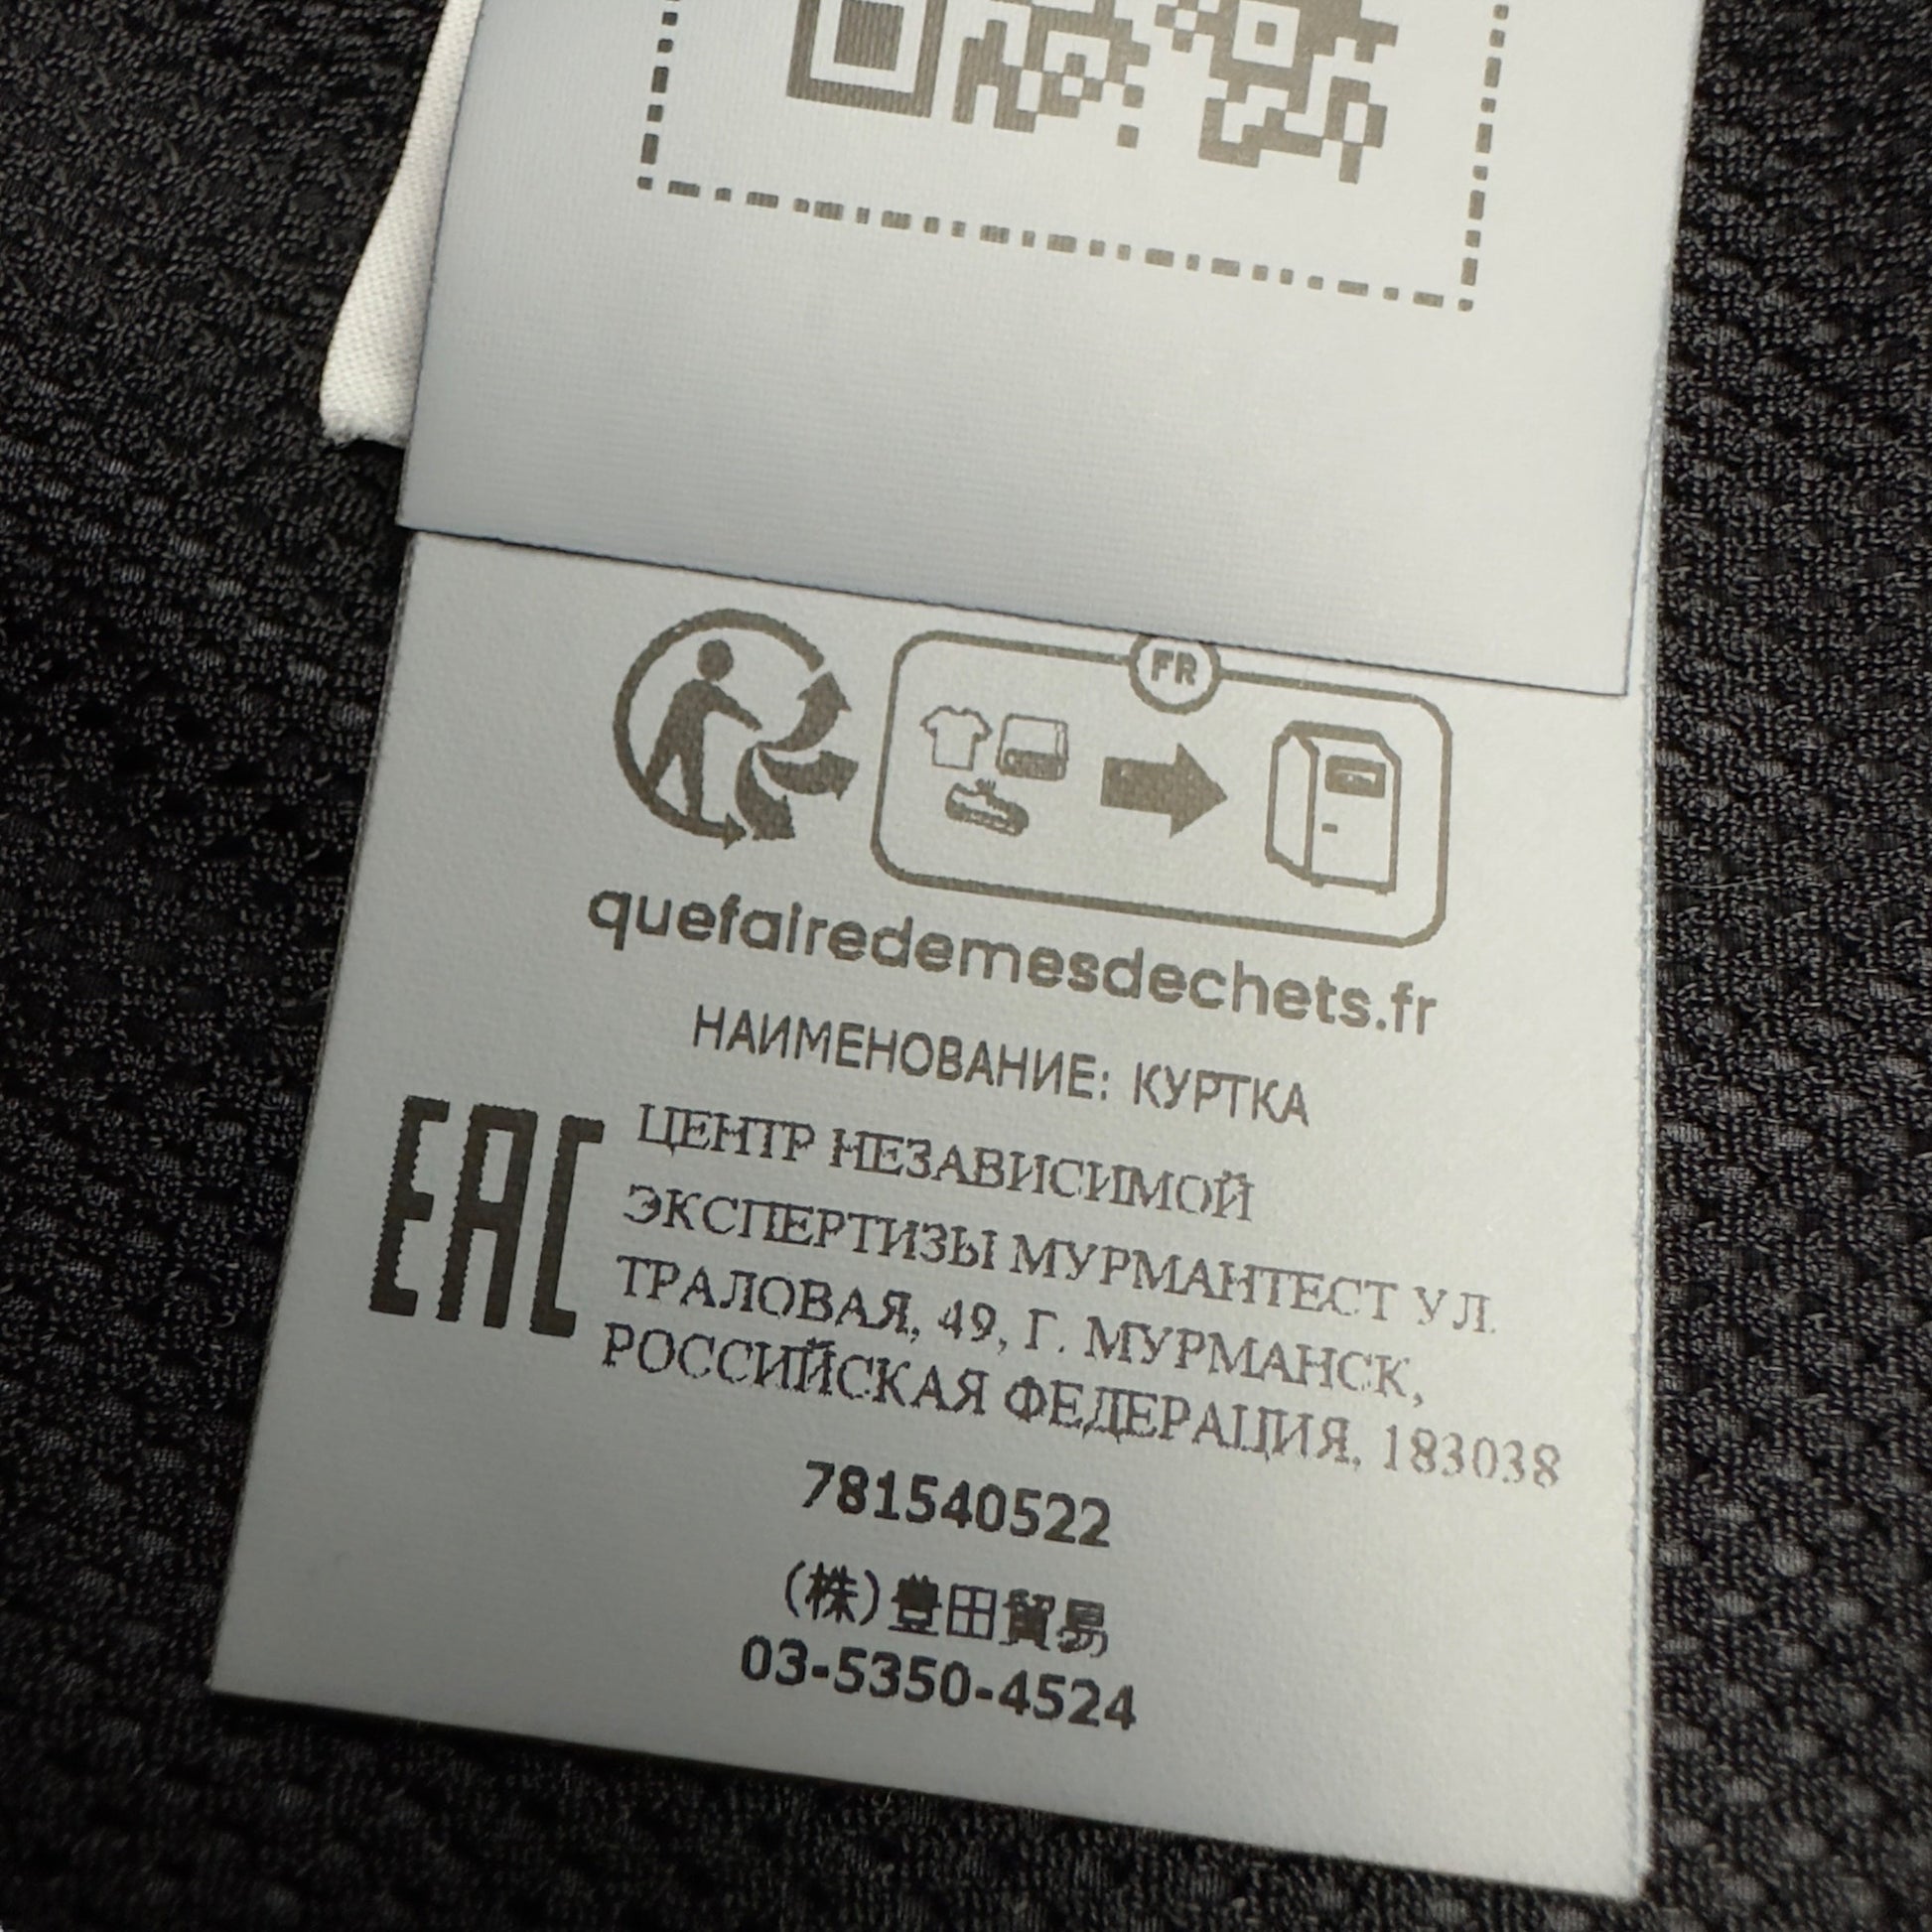 FR
quefairedemesdechets.fr
НАИМЕНОВАНИЕ: КУРТКА
EAC
ЦЕНТР НЕЗАВИСИМОЙ
ЭКСПЕРТИЗЫ МУРМАНТЕСТ УЛ.
ТРАЛОВАЯ, 49, Г. МУРМАНСК,
РОССИЙСКАЯ ФЕДЕРАЦИЯ, 183038
781540522
(株)豊田貿易
03-5350-4524